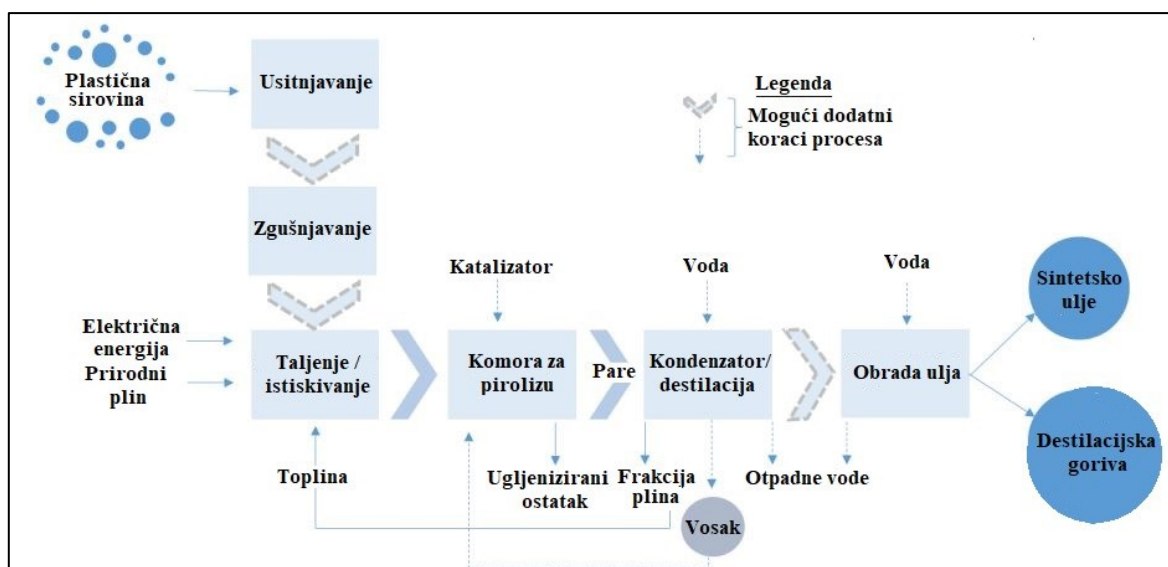 Plastična
sirovina
Usitnjavanje
Legenda
Mogući dodatni
koraci procesa
Zgušnjavanje
Katalizator
Voda
Voda
Sintetsko
ulje
Električna
energija
Prirodni
plin
Taljenje /
istiskivanje
Komora za
pirolizu
Pare
Kondenzator/
destilacija
Obrada ulja
Destilacijska
goriva
Toplina
Ugljenizirani
ostatak
Frakcija
plina
Otpadne vode
Vosak